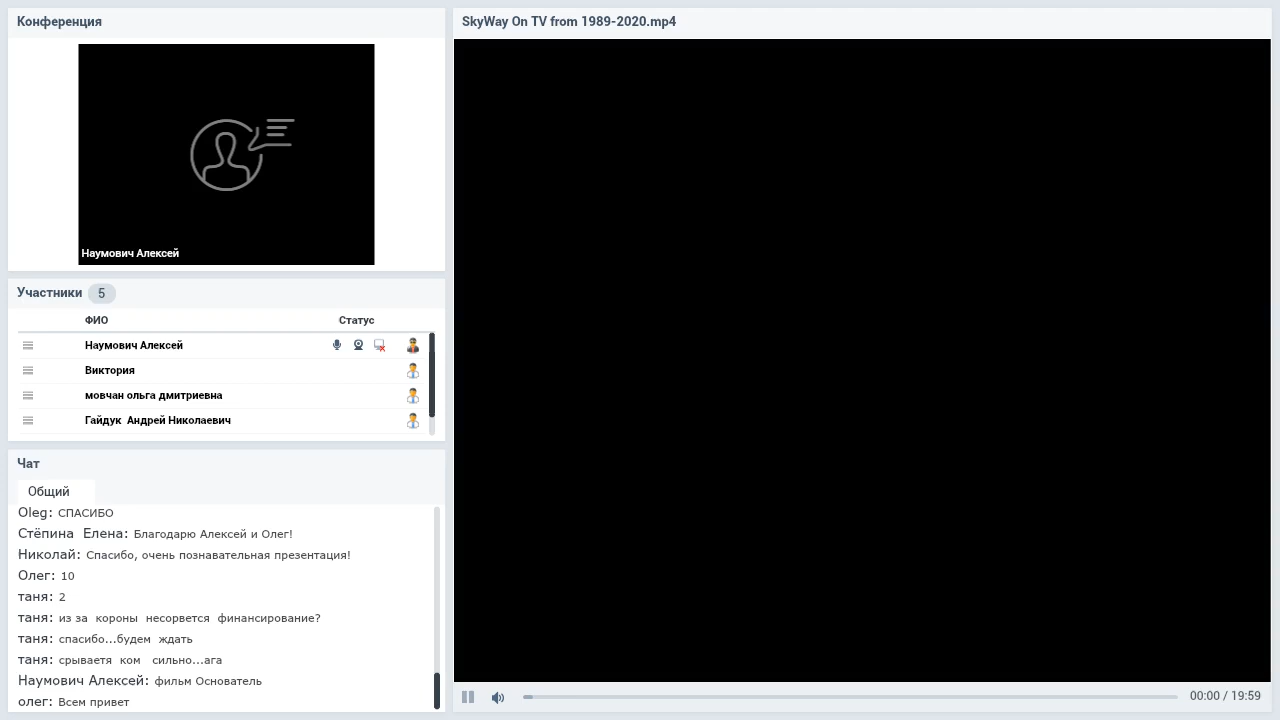 Конференция
Наумович Алексей
Участники 5
ФИО Статус
Наумович Алексей
Виктория
мовчан ольга дмитриевна
Гайдук Андрей Николаевич
Чат
Общий
Oleg: СПАСИБО
Стёпина Елена: Благодарю Алексей и Олег!
Николай: Спасибо, очень познавательная презентация!
Олег: 10
таня: 2
таня: из за короны несорвется финансирование?
таня: спасибо...будем ждать
таня: срываетя ком сильно...ага
Наумович Алексей: фильм Основатель
олег: Всем привет
SkyWay On TV from 1989-2020.mp4
00:00 / 19:59